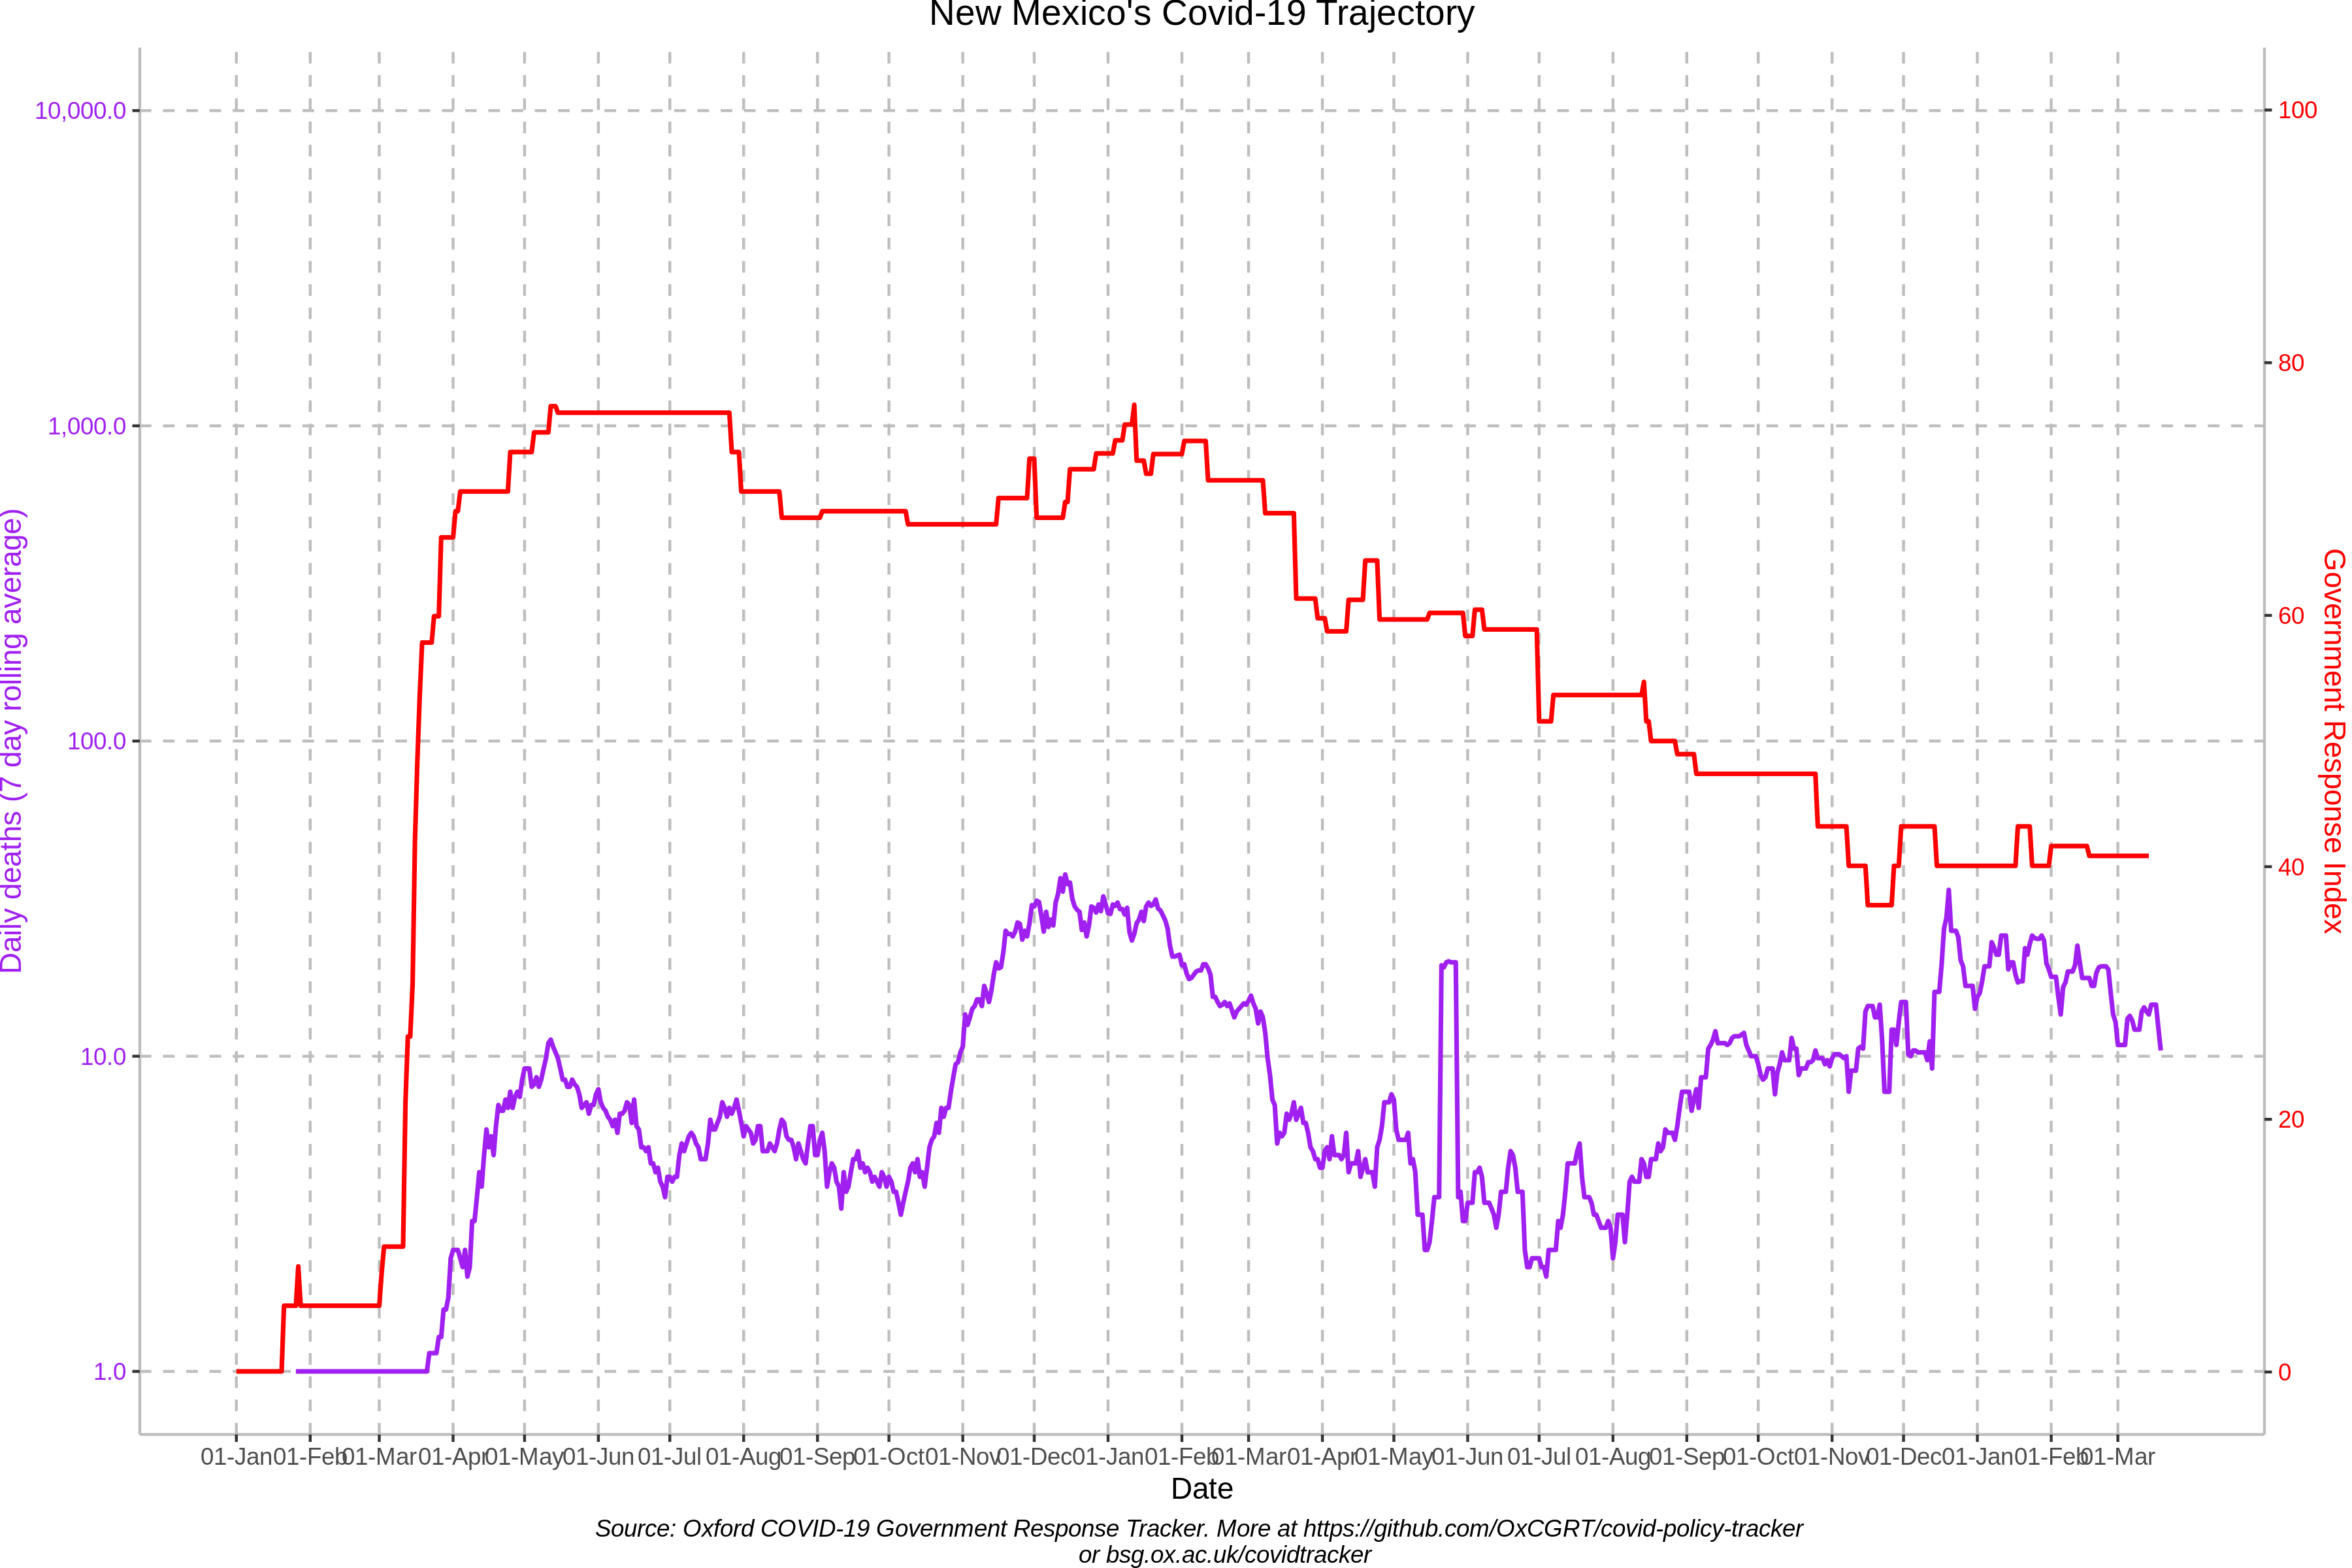 New Mexico's Covid-19 Trajectory
10,000.0
1,000.0
100.0
10.0
1.0
Daily deaths (7 day rolling average)
100
80
60
40
20
0
Government Response Index
01-Jan 01-Feb 01-Mar 01-Apr 01-May 01-Jun 01-Jul 01-Aug 01-Sep 01-Oct 01-Nov 01-Dec 01-Jan 01-Feb 01-Mar 01-Apr 01-May 01-Jun 01-Jul 01-Aug 01-Sep 01-Oct 01-Nov 01-Dec 01-Jan 01-Feb 01-Mar
Date
Source: Oxford COVID-19 Government Response Tracker. More at https://github.com/OxCGRT/covid-policy-tracker
or bsg.ox.ac.uk/covidtracker